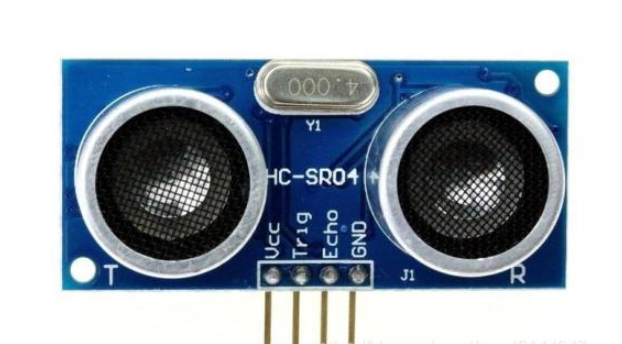 4.000
Y1
HC-SR04
Vcc
Trig
Echo
GND
T
J1
R